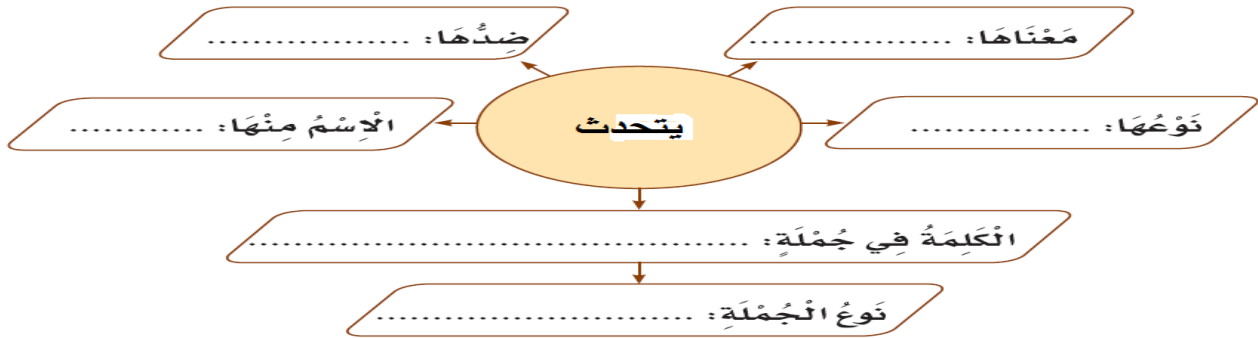 مَعْنَاهَا: ..................
ضِدُّهَا: ..................
نَوْعُهَا: ................
يتحدث
الْاِسْمُ مِنْهَا: ............
الْكَلِمَةُ فِي جُمْلَةٍ: .............................................
نَوعُ الْجُمْلَةِ: ............................